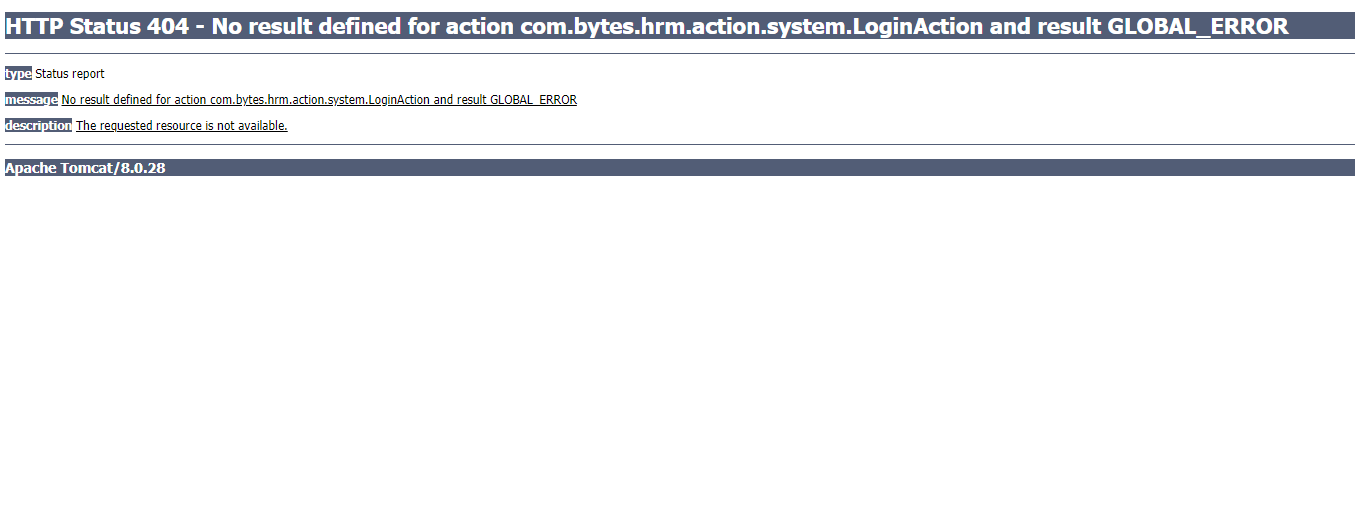 HTTP Status 404 - No result defined for action com.bytes.hrm.action.system.LoginAction and result GLOBAL_ERROR
type Status report
message No result defined for action com.bytes.hrm.action.system.LoginAction and result GLOBAL_ERROR
description The requested resource is not available.
Apache Tomcat/8.0.28